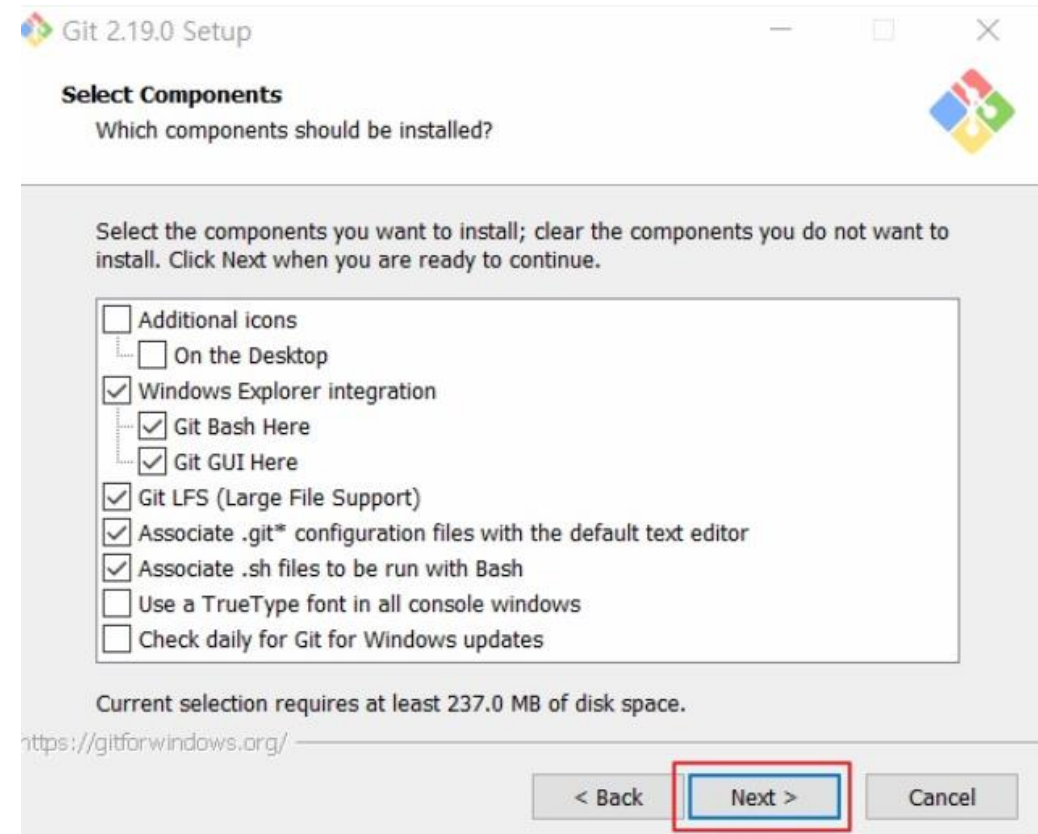 Git 2.19.0 Setup
Select Components
Which components should be installed?
Select the components you want to install; clear the components you do not want to
install. Click Next when you are ready to continue.
Additional icons
On the Desktop
Windows Explorer integration
Git Bash Here
Git GUI Here
Git LFS (Large File Support)
Associate .git* configuration files with the default text editor
Associate .sh files to be run with Bash
Use a TrueType font in all console windows
Check daily for Git for Windows updates
Current selection requires at least 237.0 MB of disk space.
https://gitforwindows.org/
< Back Next > Cancel